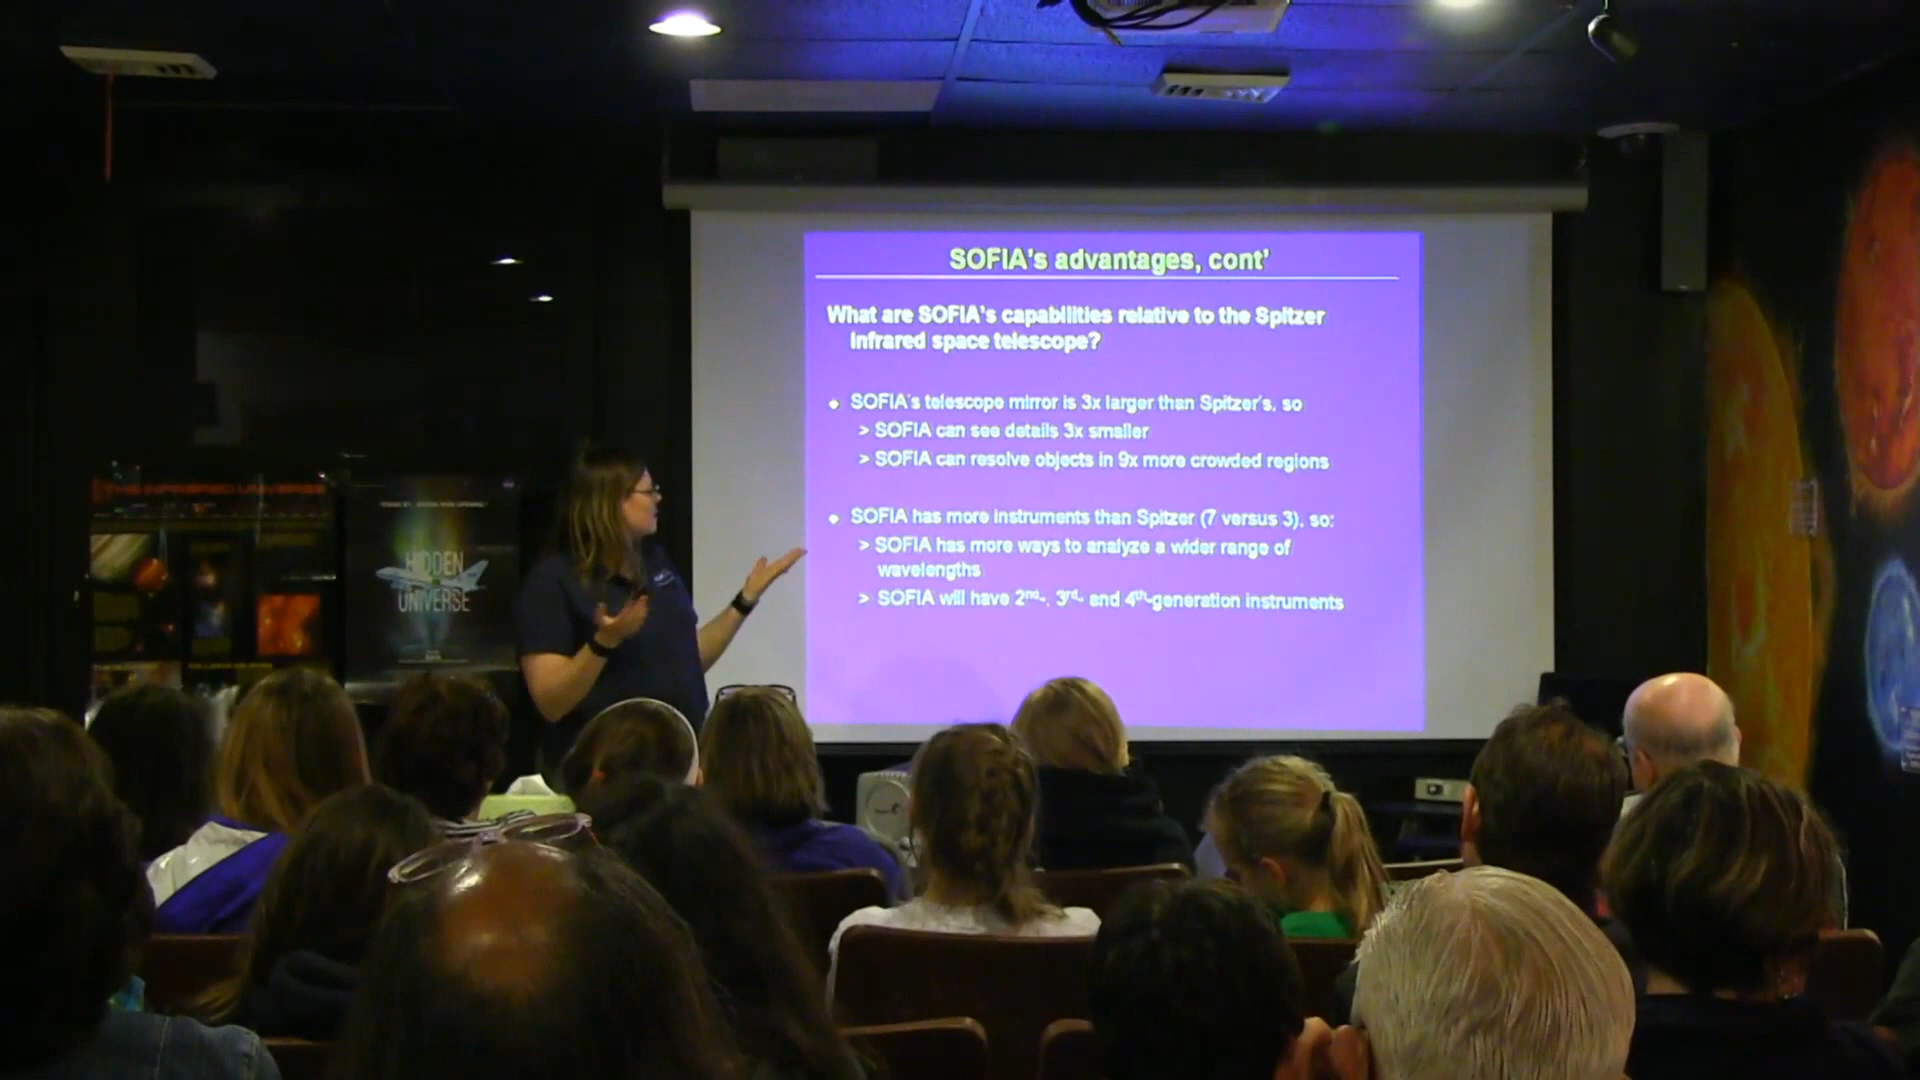 SOFIA's advantages, cont'
What are SOFIA's capabilities relative to the Spitzer
infrared space telescope?
SOFIA's telescope mirror is 3x larger than Spitzer's, so
> SOFIA can see details 3x smaller
> SOFIA can resolve objects in 9x more crowded regions
SOFIA has more instruments than Spitzer (7 versus 3), so:
> SOFIA has more ways to analyze a wider range of
wavelengths
> SOFIA will have 2nd-, 3rd- and 4th-generation instruments
THE INFRARED UNIVERSE
HIDDEN
UNIVERSE